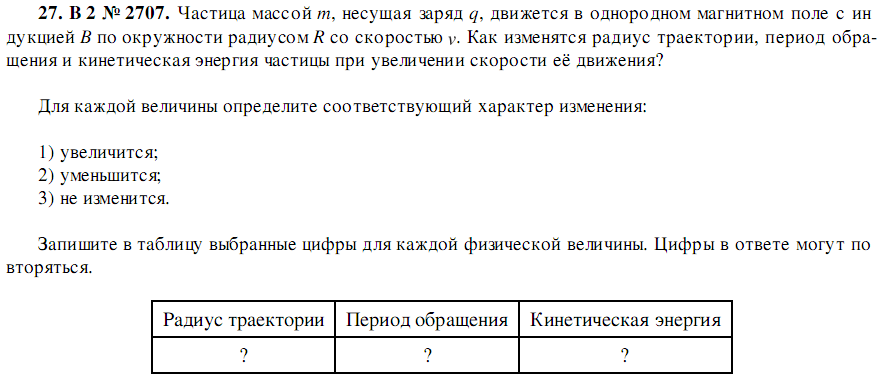 27. В 2 № 2707. Частица массой m, несущая заряд q, движется в однородном магнитном поле с ин
дукцией B по окружности радиусом R со скоростью v. Как изменятся радиус траектории, период обра-
щения и кинетическая энергия частицы при увеличении скорости её движения?
Для каждой величины определите соответствующий характер изменения:
1) увеличится;
2) уменьшится;
3) не изменится.
Запишите в таблицу выбранные цифры для каждой физической величины. Цифры в ответе могут по
вторяться.
Радиус траектории Период обращения Кинетическая энергия
? ? ?